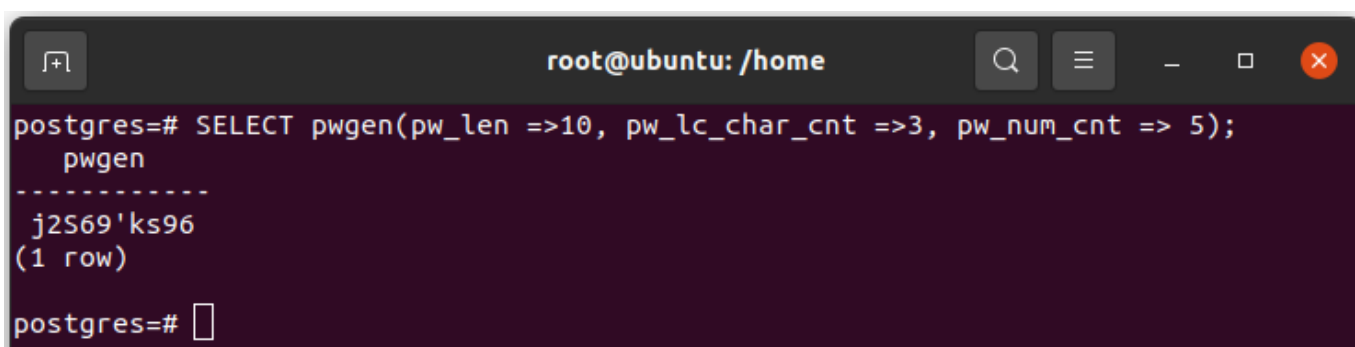 root@ubuntu: /home
postgres=# SELECT pwgen(pw_len =>10, pw_lc_char_cnt =>3, pw_num_cnt => 5);
   pwgen
------------
 j2S69'ks96
(1 row)

postgres=#